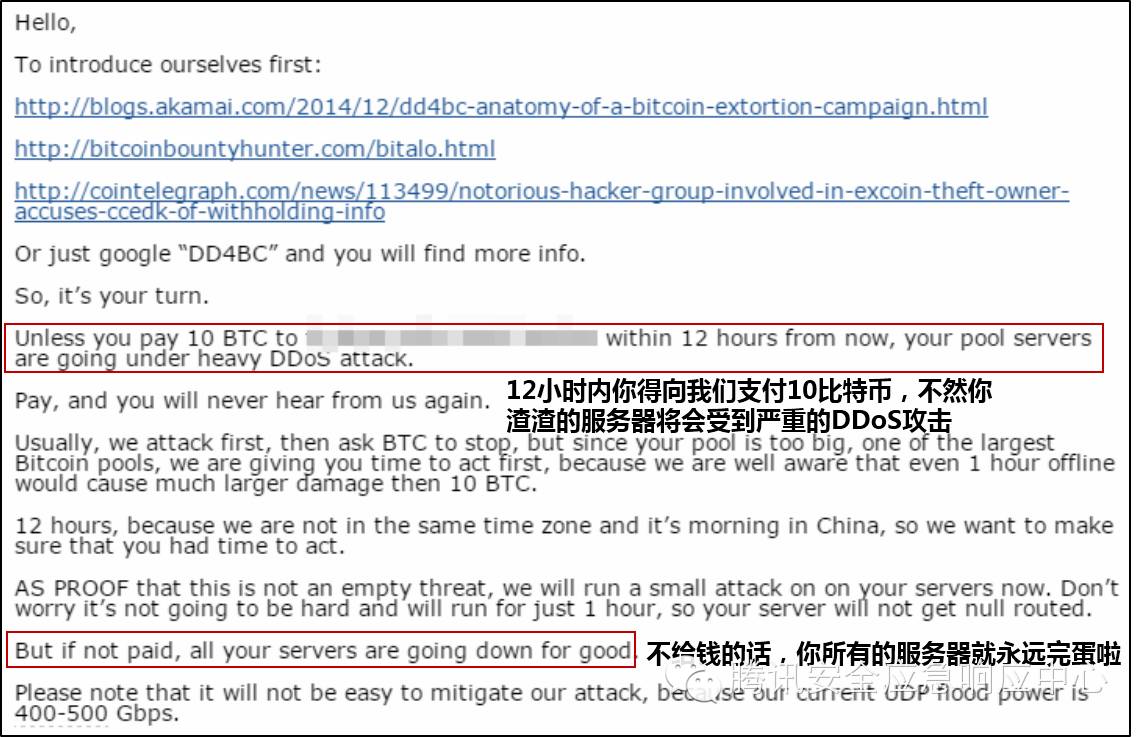 Hello,
To introduce ourselves first:
http://blogs.akamai.com/2014/12/dd4bc-anatomy-of-a-bitcoin-extortion-campaign.html
http://bitcoinbountyhunter.com/bitalo.html
http://cointelegraph.com/news/113499/notorious-hacker-group-involved-in-excoin-theft-owner-
accuses-ccedk-of-withholding-info
Or just google “DD4BC” and you will find more info.
So, it’s your turn.
Unless you pay 10 BTC to within 12 hours from now, your pool servers
are going under heavy DDoS attack.
Pay, and you will never hear from us again.
12小时内你得向我们支付10比特币，不然你
渣渣的服务器将会受到严重的DDoS攻击
Usually, we attack first, then ask BTC to stop, but since your pool is too big, one of the largest
Bitcoin pools, we are giving you time to act first, because we are well aware that even 1 hour offline
would cause much larger damage then 10 BTC.
12 hours, because we are not in the same time zone and it’s morning in China, so we want to make
sure that you had time to act.
AS PROOF that this is not an empty threat, we will run a small attack on on your servers now. Don’t
worry it’s not going to be hard and will run for just 1 hour, so your server will not get null routed.
But if not paid, all your servers are going down for good.
不给钱的话，你所有的服务器就永远完蛋啦
腾讯安全应急响应中心
Please note that it will not be easy to mitigate our attack, because our current UDP flood power is
400-500 Gbps.